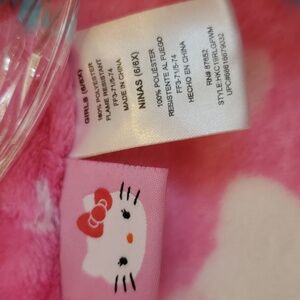 GIRLS (6/6X)
100% POLYESTER
FLAME RESISTANT
FF3-71/5-74
MADE IN CHINA
NIÑAS (6/6X)
100% POLIÉSTER
RESISTENTE AL FUEGO
FF3-71/5-74
HECHO EN CHINA
RN# 87652